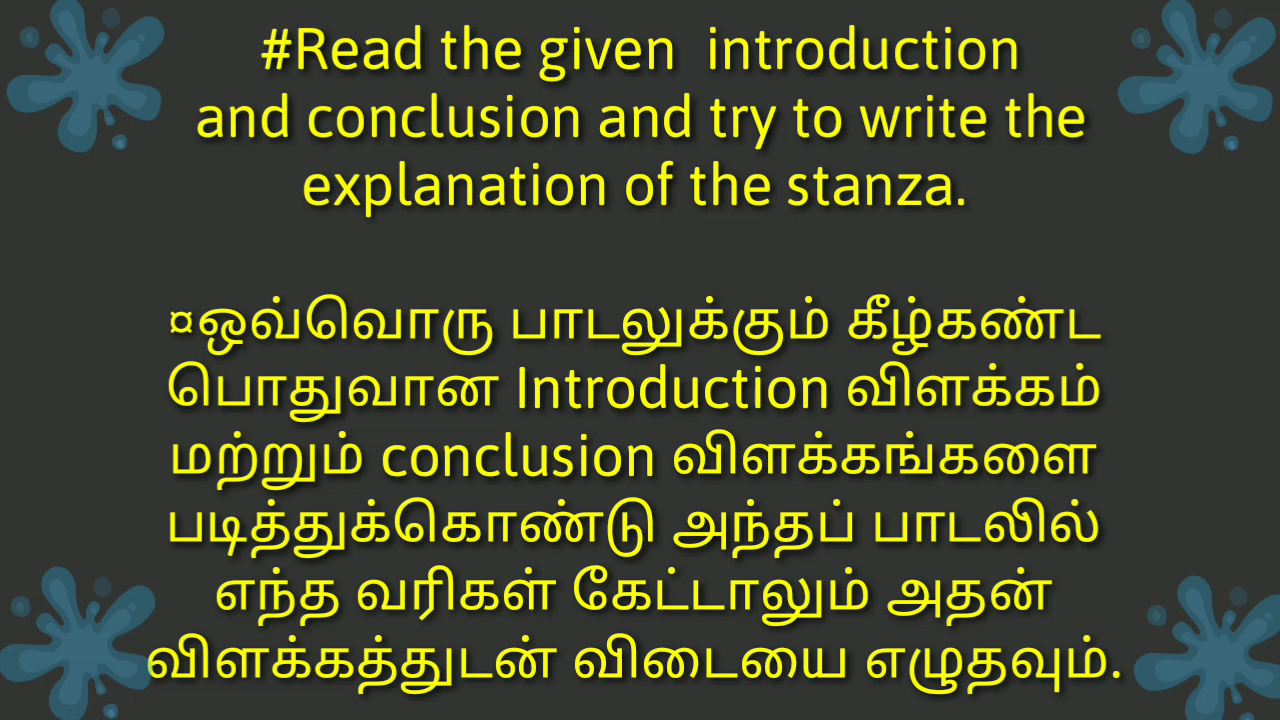 #Read the given introduction
and conclusion and try to write the
explanation of the stanza.
¤ஒவ்வொரு பாடலுக்கும் கீழ்கண்ட
பொதுவான Introduction விளக்கம்
மற்றும் conclusion விளக்கங்களை
படித்துக்கொண்டு அந்தப் பாடலில்
எந்த வரிகள் கேட்டாலும் அதன்
விளக்கத்துடன் விடையை எழுதவும்.